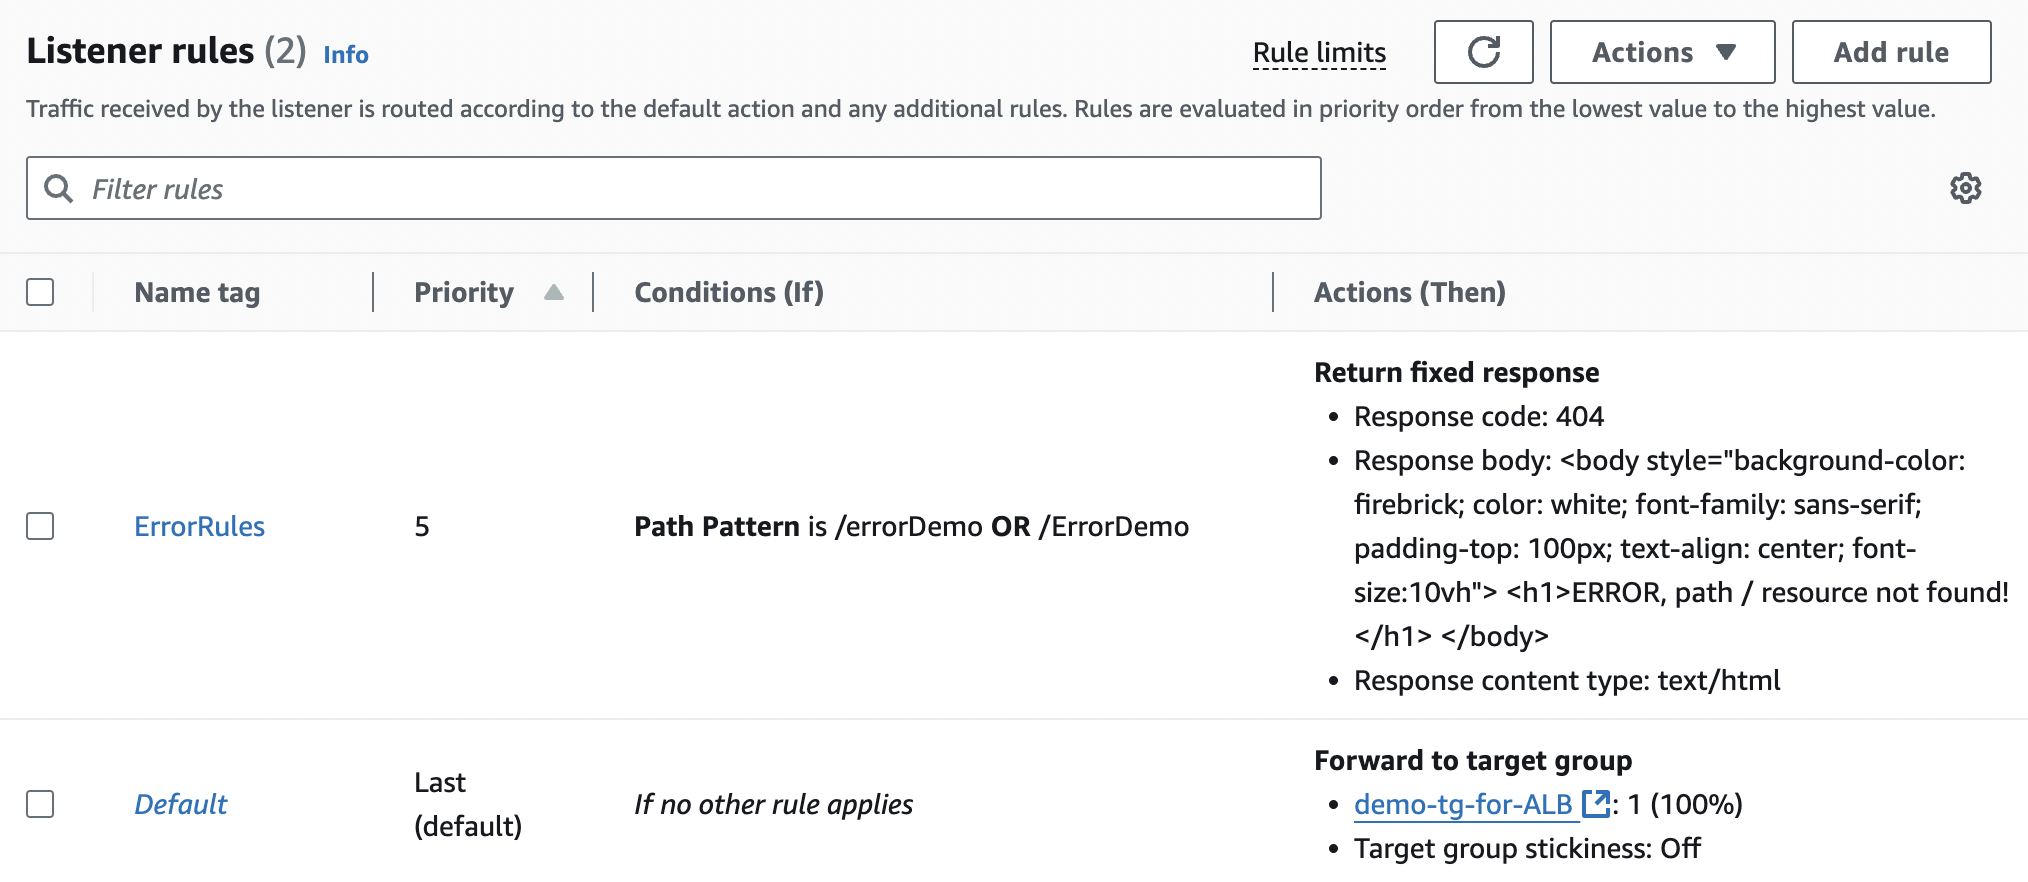 Listener rules (2) Info
Rule limits
Actions
Add rule
Traffic received by the listener is routed according to the default action and any additional rules. Rules are evaluated in priority order from the lowest value to the highest value.
Filter rules
Name tag
Priority
Conditions (If)
Actions (Then)
ErrorRules
5
Path Pattern is /errorDemo OR /ErrorDemo
Return fixed response
• Response code: 404
• Response body: <body style="background-color:
firebrick; color: white; font-family: sans-serif;
padding-top: 100px; text-align: center; font-
size:10vh"> <h1>ERROR, path / resource not found!
</h1> </body>
• Response content type: text/html
Default
Last
(default)
If no other rule applies
Forward to target group
• demo-tg-for-ALB : 1 (100%)
• Target group stickiness: Off